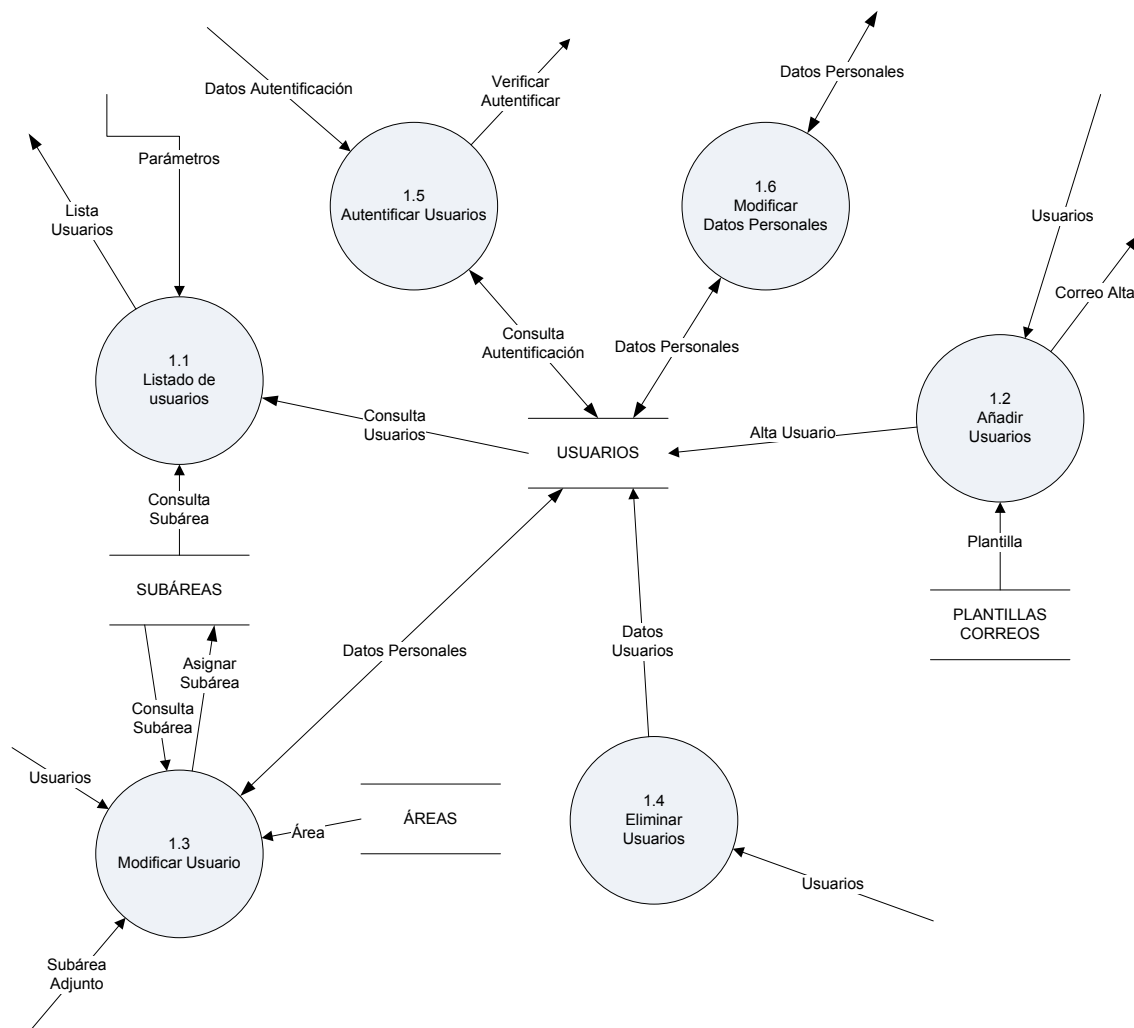 Datos Autentificación
Verificar
Autentificar
Datos Personales
Parámetros
Lista
Usuarios
1.5
Autentificar Usuarios
1.6
Modificar
Datos Personales
Usuarios
Correo Alta
1.1
Listado de
usuarios
Consulta
Autentificación
Datos Personales
1.2
Añadir
Usuarios
Consulta
Usuarios
USUARIOS
Alta Usuario
Consulta
Subárea
Plantilla
SUBÁREAS
PLANTILLAS
CORREOS
Datos Personales
Datos
Usuarios
Asignar
Subárea
Consulta
Subárea
Usuarios
1.3
Modificar Usuario
Área
ÁREAS
1.4
Eliminar
Usuarios
Usuarios
Subárea
Adjunto